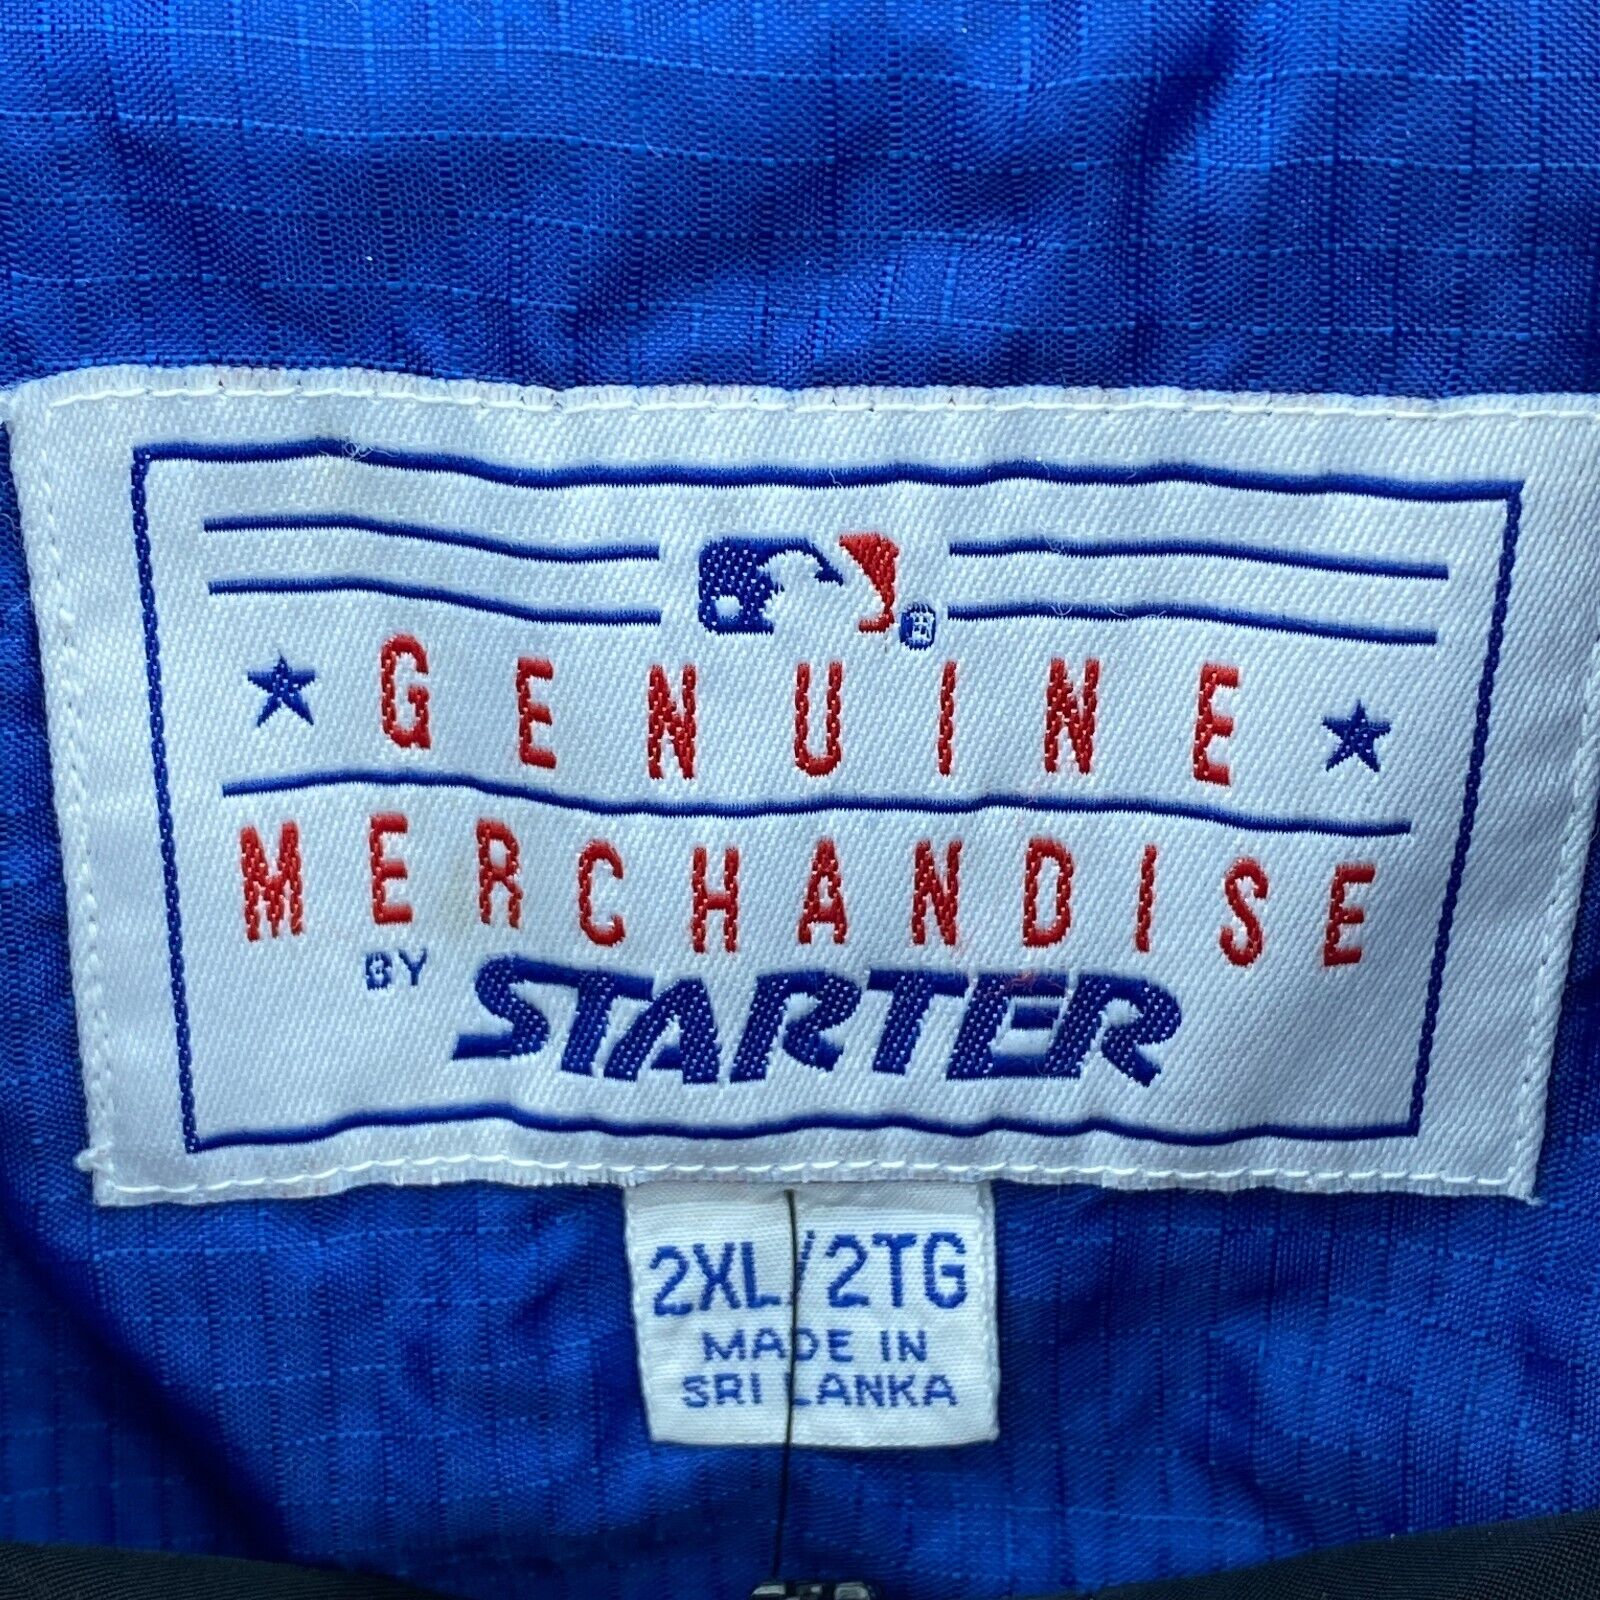 GENUINE
MERCHANDISE
BY STARTER
2XL/2TG
MADE IN
SRI LANKA